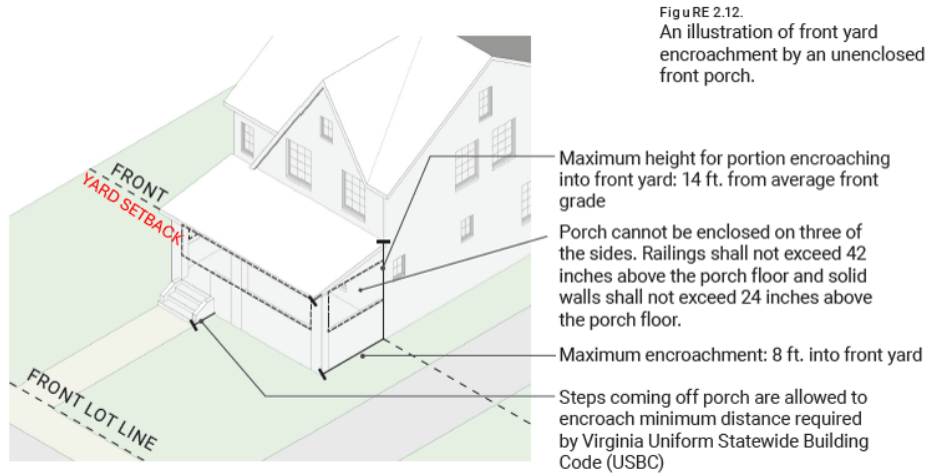 FiguRE 2.12.
An illustration of front yard
encroachment by an unenclosed
front porch.
FRONT
YARD SETBACK
Maximum height for portion encroaching
into front yard: 14 ft. from average front
grade
Porch cannot be enclosed on three of
the sides. Railings shall not exceed 42
inches above the porch floor and solid
walls shall not exceed 24 inches above
the porch floor.
Maximum encroachment: 8 ft. into front yard
FRONT LOT LINE
Steps coming off porch are allowed to
encroach minimum distance required
by Virginia Uniform Statewide Building
Code (USBC)